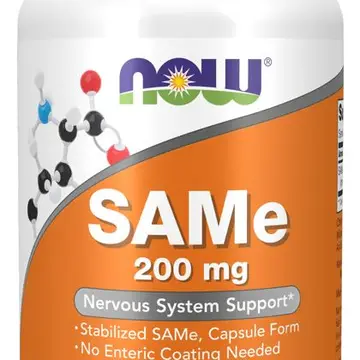 now®
SAMe
200 mg
Nervous System Support*
•Stabilized SAMe, Capsule Form
•No Enteric Coating Needed